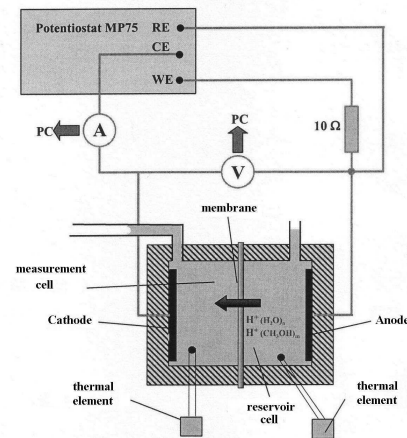 Potentiostat MP75
RE
CE
WE
PC
A
PC
V
10 Ω
membrane
measurement
cell
Cathode
H⁺(H₂O)ₙ
H⁺(CH₃OH)ₘ
Anode
thermal
element
reservoir
cell
thermal
element